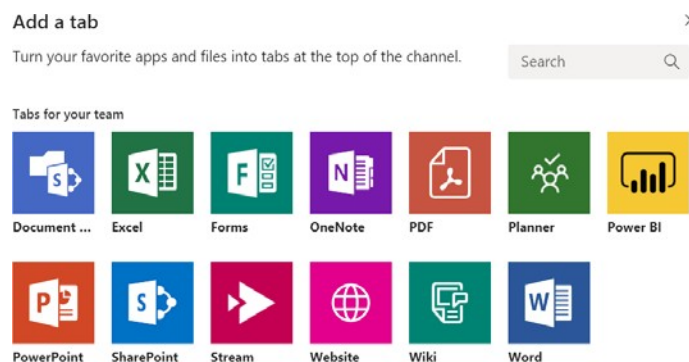 Add a tab
Turn your favorite apps and files into tabs at the top of the channel.
Search
Tabs for your team
Document ...
Excel
Forms
OneNote
PDF
Planner
Power BI
PowerPoint
SharePoint
Stream
Website
Wiki
Word